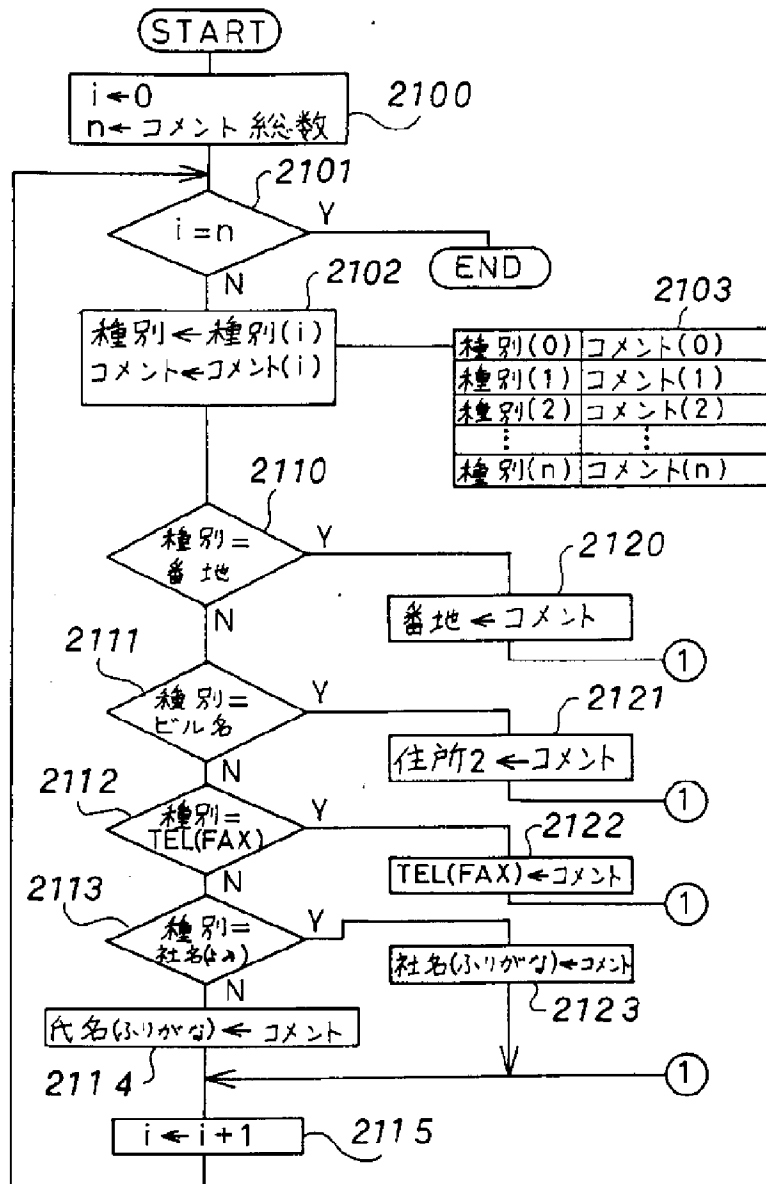 START
i←0
n←コメント総数
2100
2101
i=n
Y
END
N
2102
種別←種別(i)
コメント←コメント(i)
2103
種別(0) コメント(0)
種別(1) コメント(1)
種別(2) コメント(2)
⋮ ⋮
種別(n) コメント(n)
2110
種別=
番地
Y
N
2120
番地←コメント
1
2111
種別=
ビル名
Y
N
2121
住所2←コメント
1
2112
種別=
TEL(FAX)
Y
N
2122
TEL(FAX)←コメント
1
2113
種別=
社名(よみ)
Y
N
社名(ふりがな)←コメント
2123
氏名(ふりがな)←コメント
2114
1
i←i+1
2115